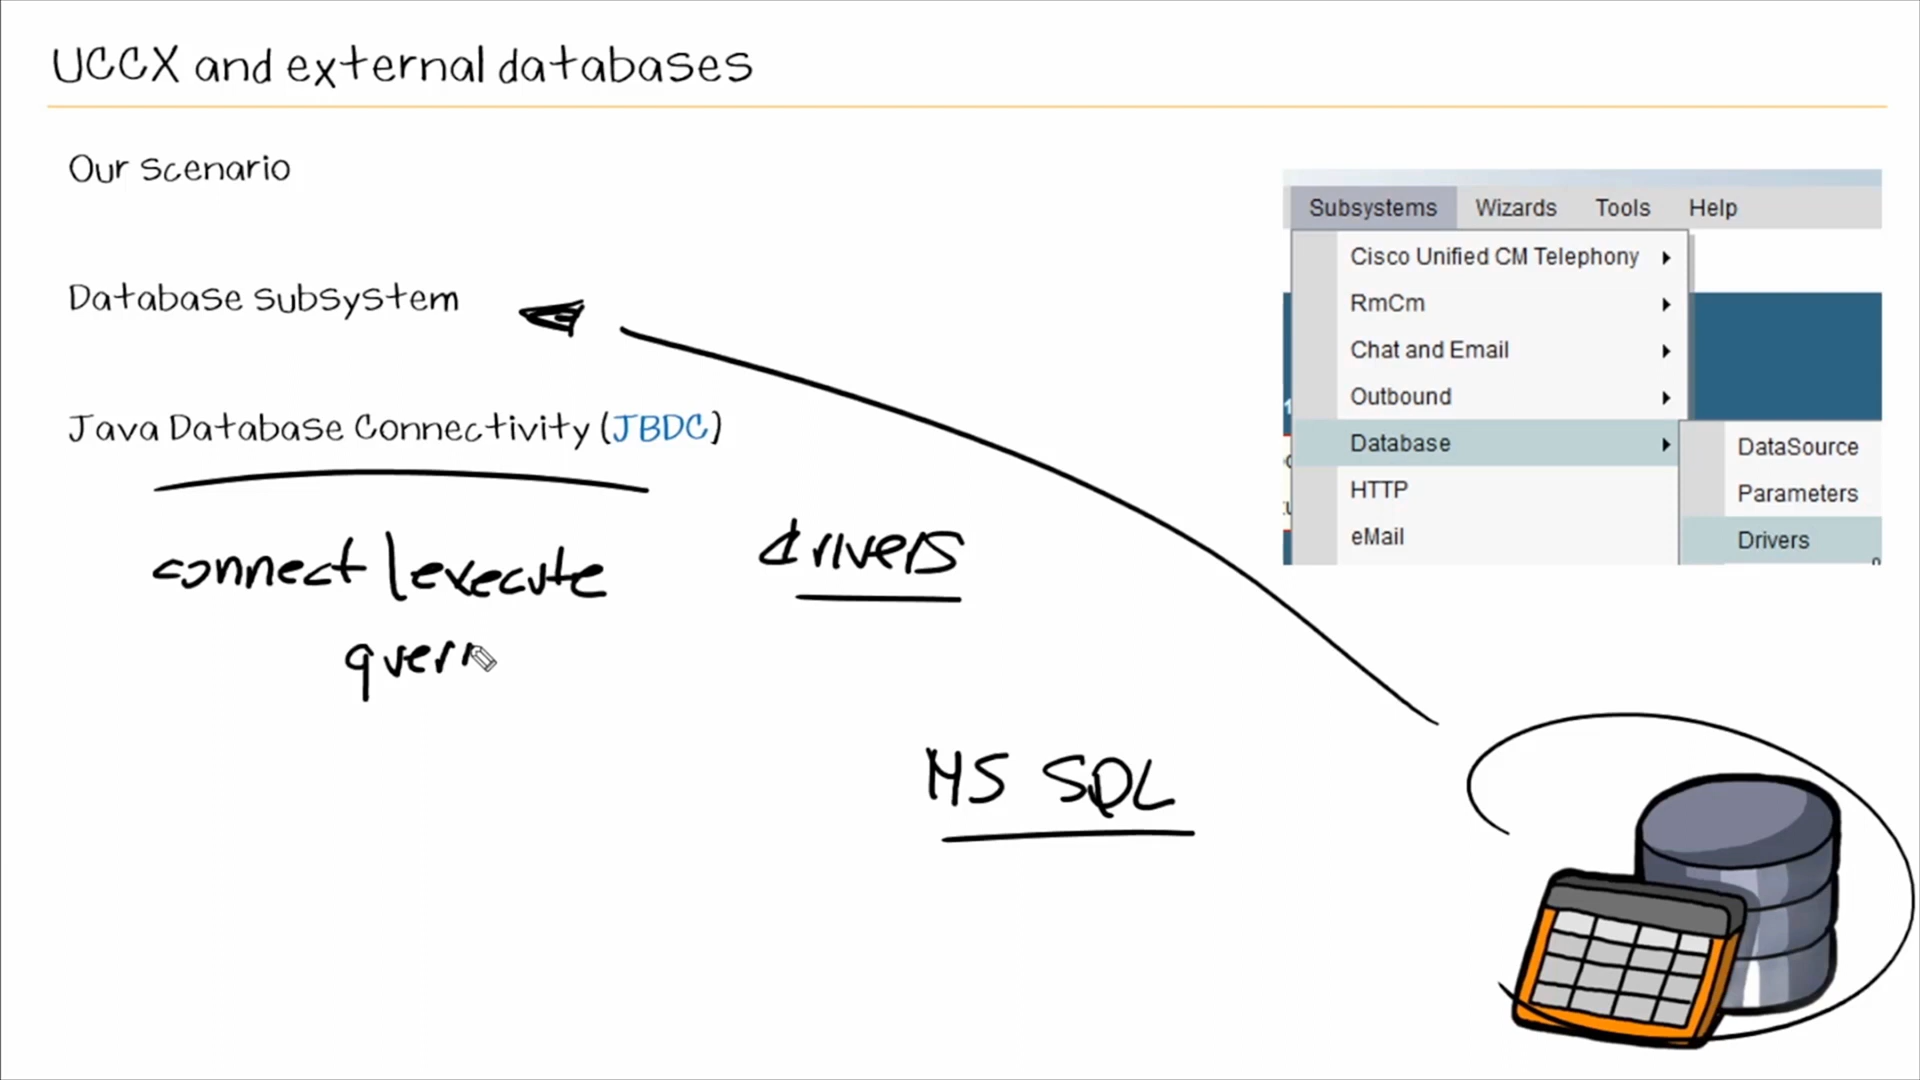 UCCX and external databases
Our scenario
Database subsystem
Java Database Connectivity (JBDC)
connect / execute
drivers
MS SQL
Subsystems Wizards Tools Help
Cisco Unified CM Telephony
RmCm
Chat and Email
Outbound
Database
HTTP
eMail
DataSource
Parameters
Drivers